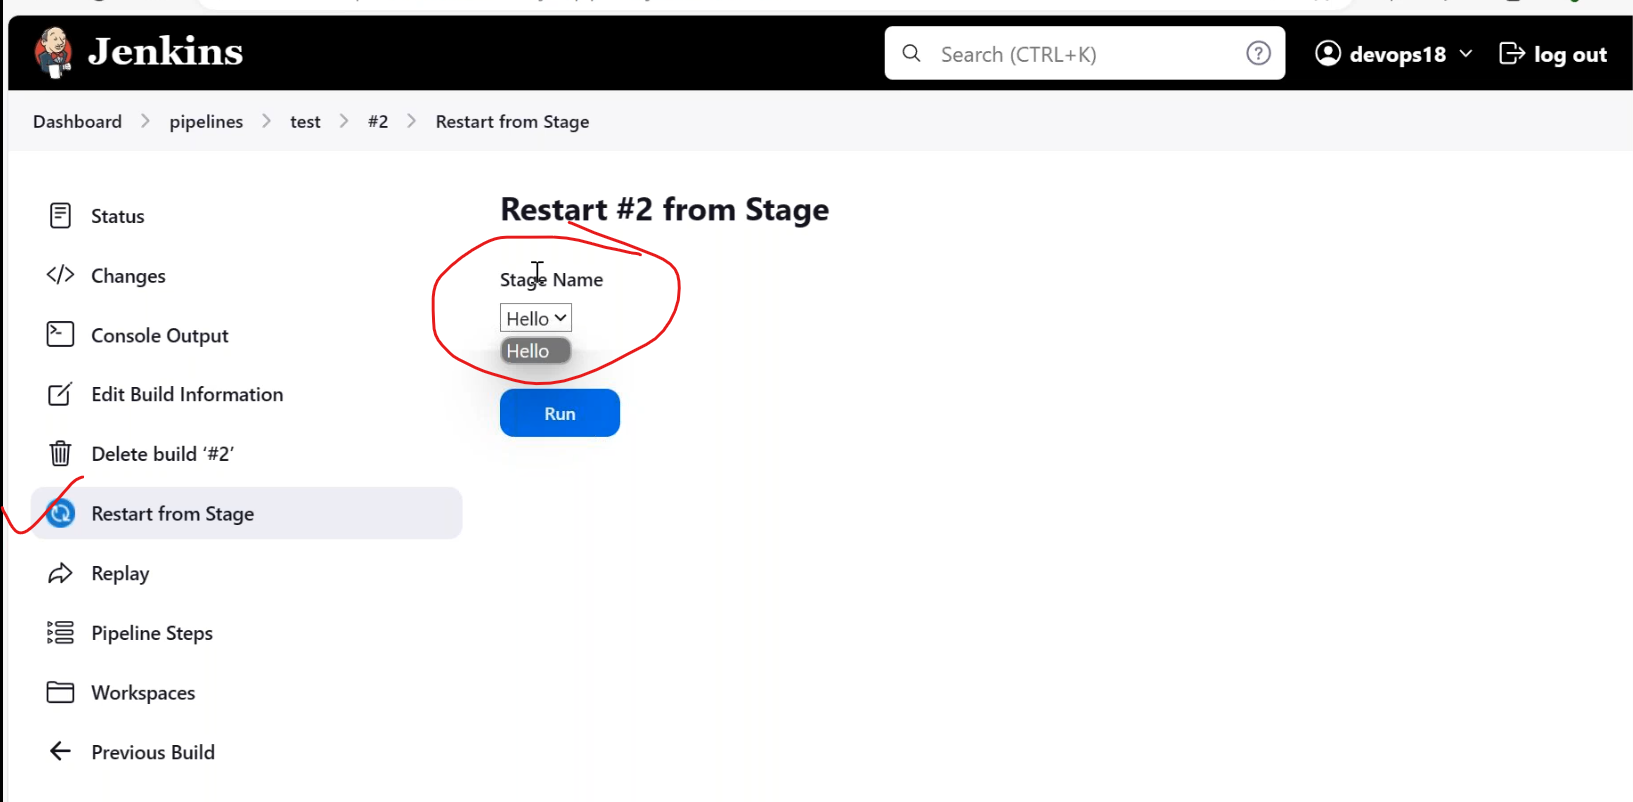 Jenkins
Search (CTRL+K)
devops18
log out
Dashboard > pipelines > test > #2 > Restart from Stage
Status
Changes
Console Output
Edit Build Information
Delete build ‘#2’
Restart from Stage
Replay
Pipeline Steps
Workspaces
Previous Build
Restart #2 from Stage
Stage Name
Hello
Hello
Run